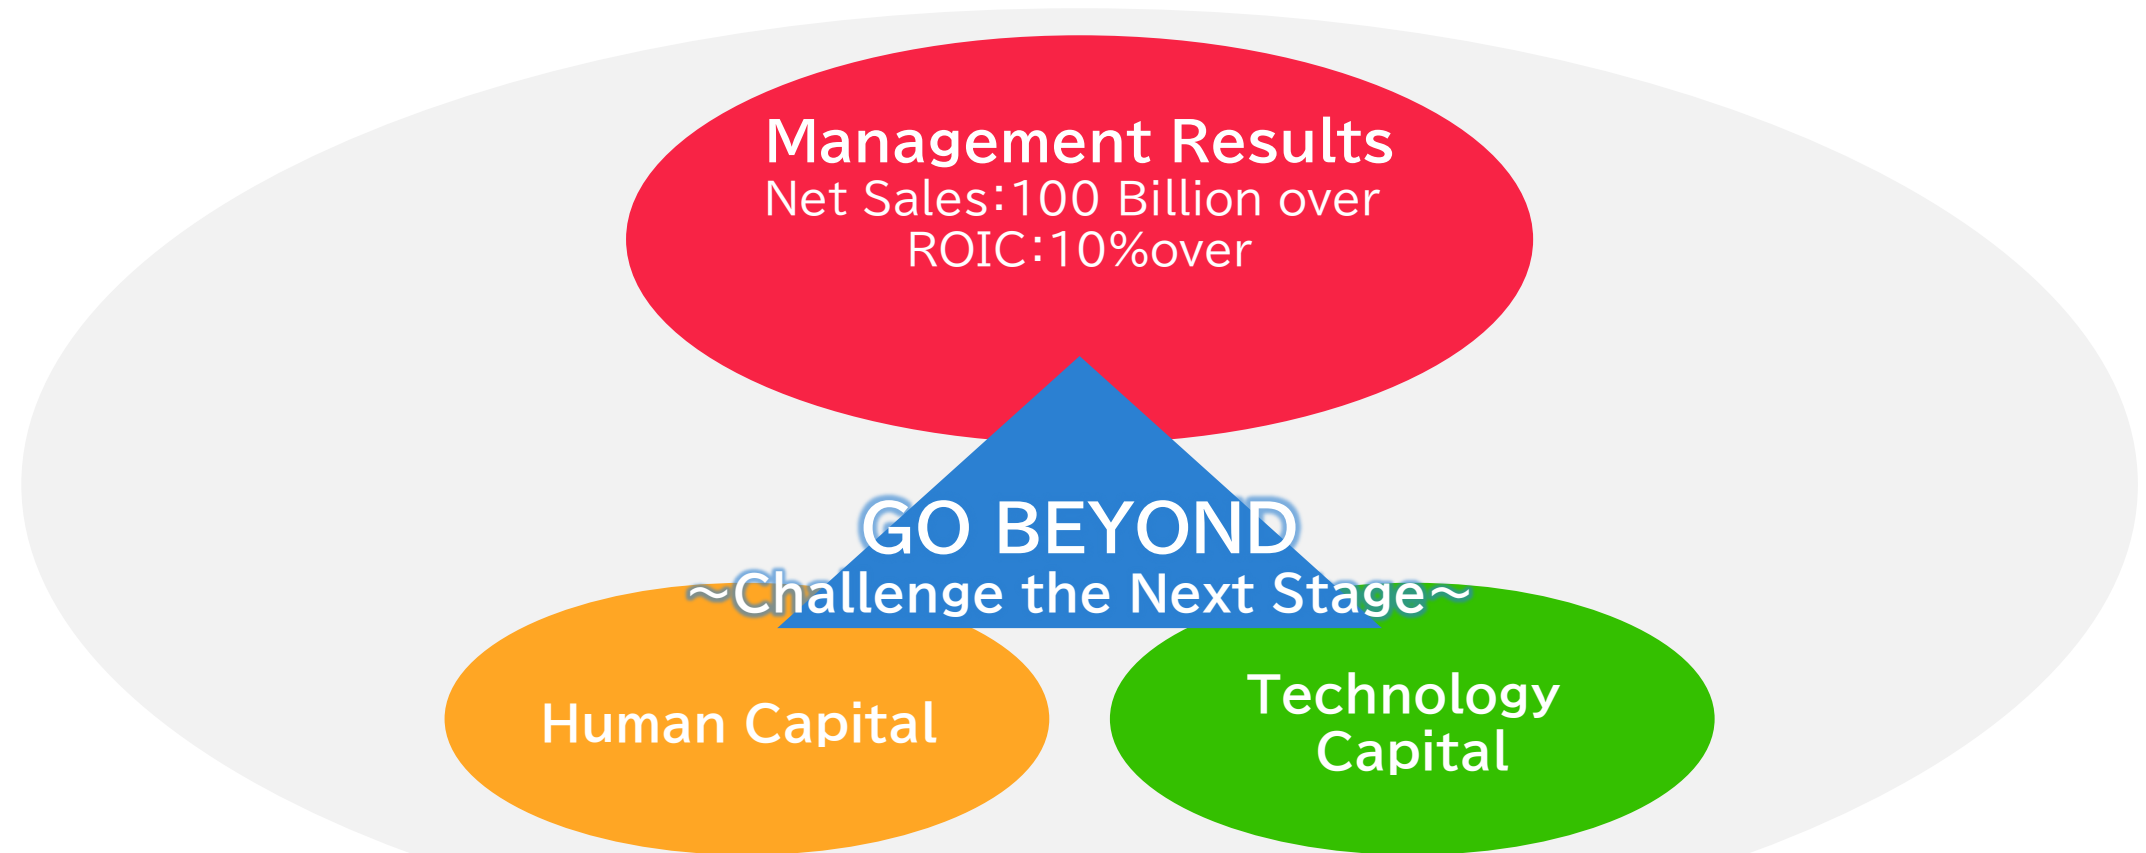 Management Results
Net Sales：100 Billion over
ROIC：10%over
GO BEYOND
～Challenge the Next Stage～
Human Capital
Technology
Capital